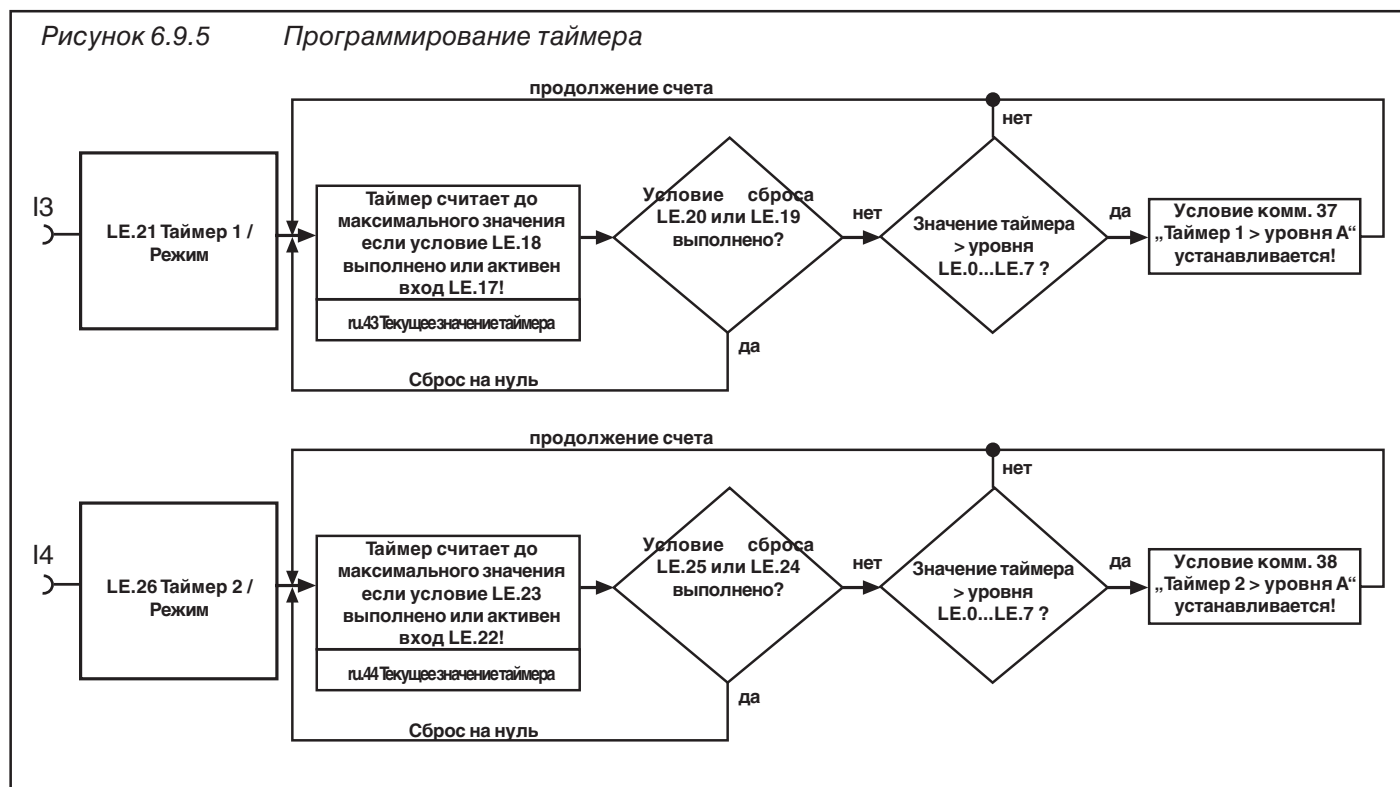 Рисунок 6.9.5 Программирование таймера
продолжение счета
нет
I3
LE.21 Таймер 1 /
Режим
Таймер считает до
максимального значения
если условие LE.18
выполнено или активен
вход LE.17!
ru.43 Текущее значение таймера
Условие сброса
LE.20 или LE.19
выполнено?
нет
Значение таймера
> уровня
LE.0...LE.7 ?
да
Условие комм. 37
„Таймер 1 > уровня А“
устанавливается!
да
Сброс на нуль
продолжение счета
нет
I4
LE.26 Таймер 2 /
Режим
Таймер считает до
максимального значения
если условие LE.23
выполнено или активен
вход LE.22!
ru.44 Текущее значение таймера
Условие сброса
LE.25 или LE.24
выполнено?
нет
Значение таймера
> уровня
LE.0...LE.7 ?
да
Условие комм. 38
„Таймер 2 > уровня А“
устанавливается!
да
Сброс на нуль